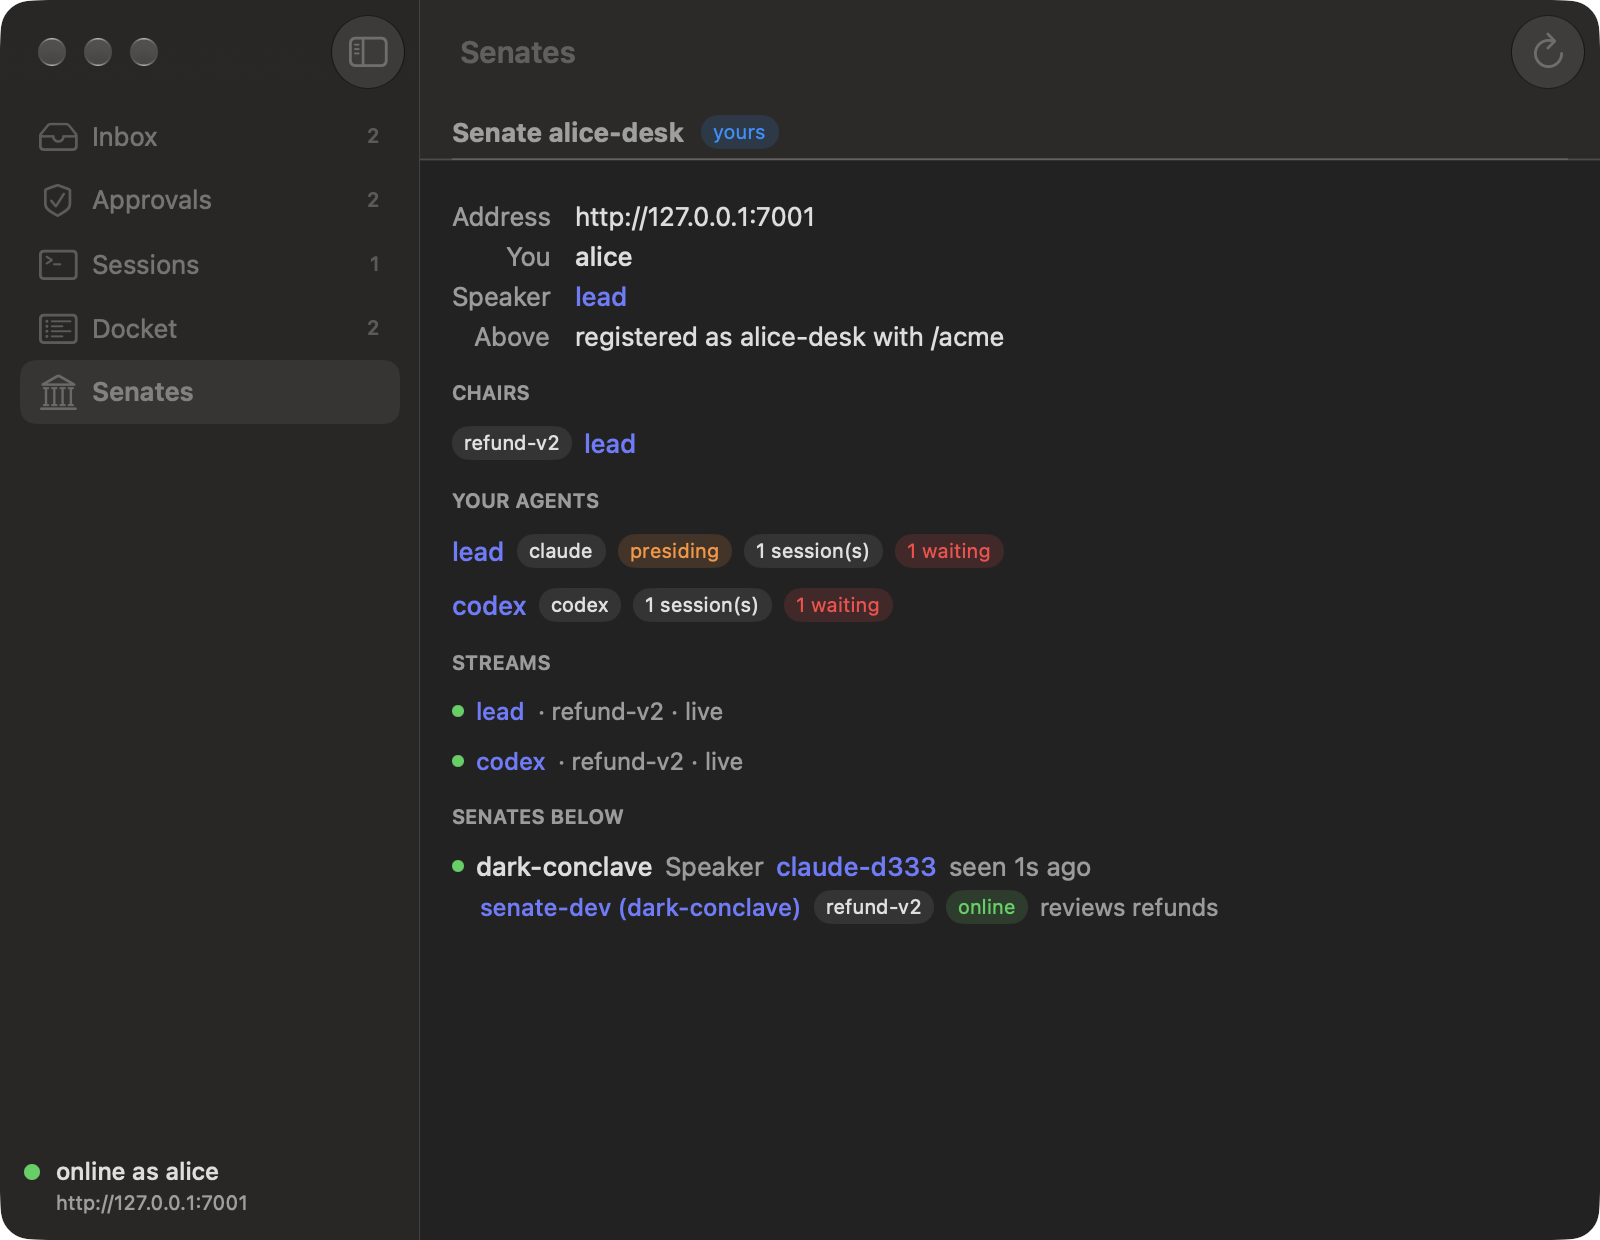 Inbox 2
Approvals 2
Sessions 1
Docket 2
Senates
online as alice
http://127.0.0.1:7001
Senates
Senate alice-desk yours
Address http://127.0.0.1:7001
You alice
Speaker lead
Above registered as alice-desk with /acme
CHAIRS
refund-v2 lead
YOUR AGENTS
lead claude presiding 1 session(s) 1 waiting
codex codex 1 session(s) 1 waiting
STREAMS
lead · refund-v2 · live
codex · refund-v2 · live
SENATES BELOW
dark-conclave Speaker claude-d333 seen 1s ago
senate-dev (dark-conclave) refund-v2 online reviews refunds